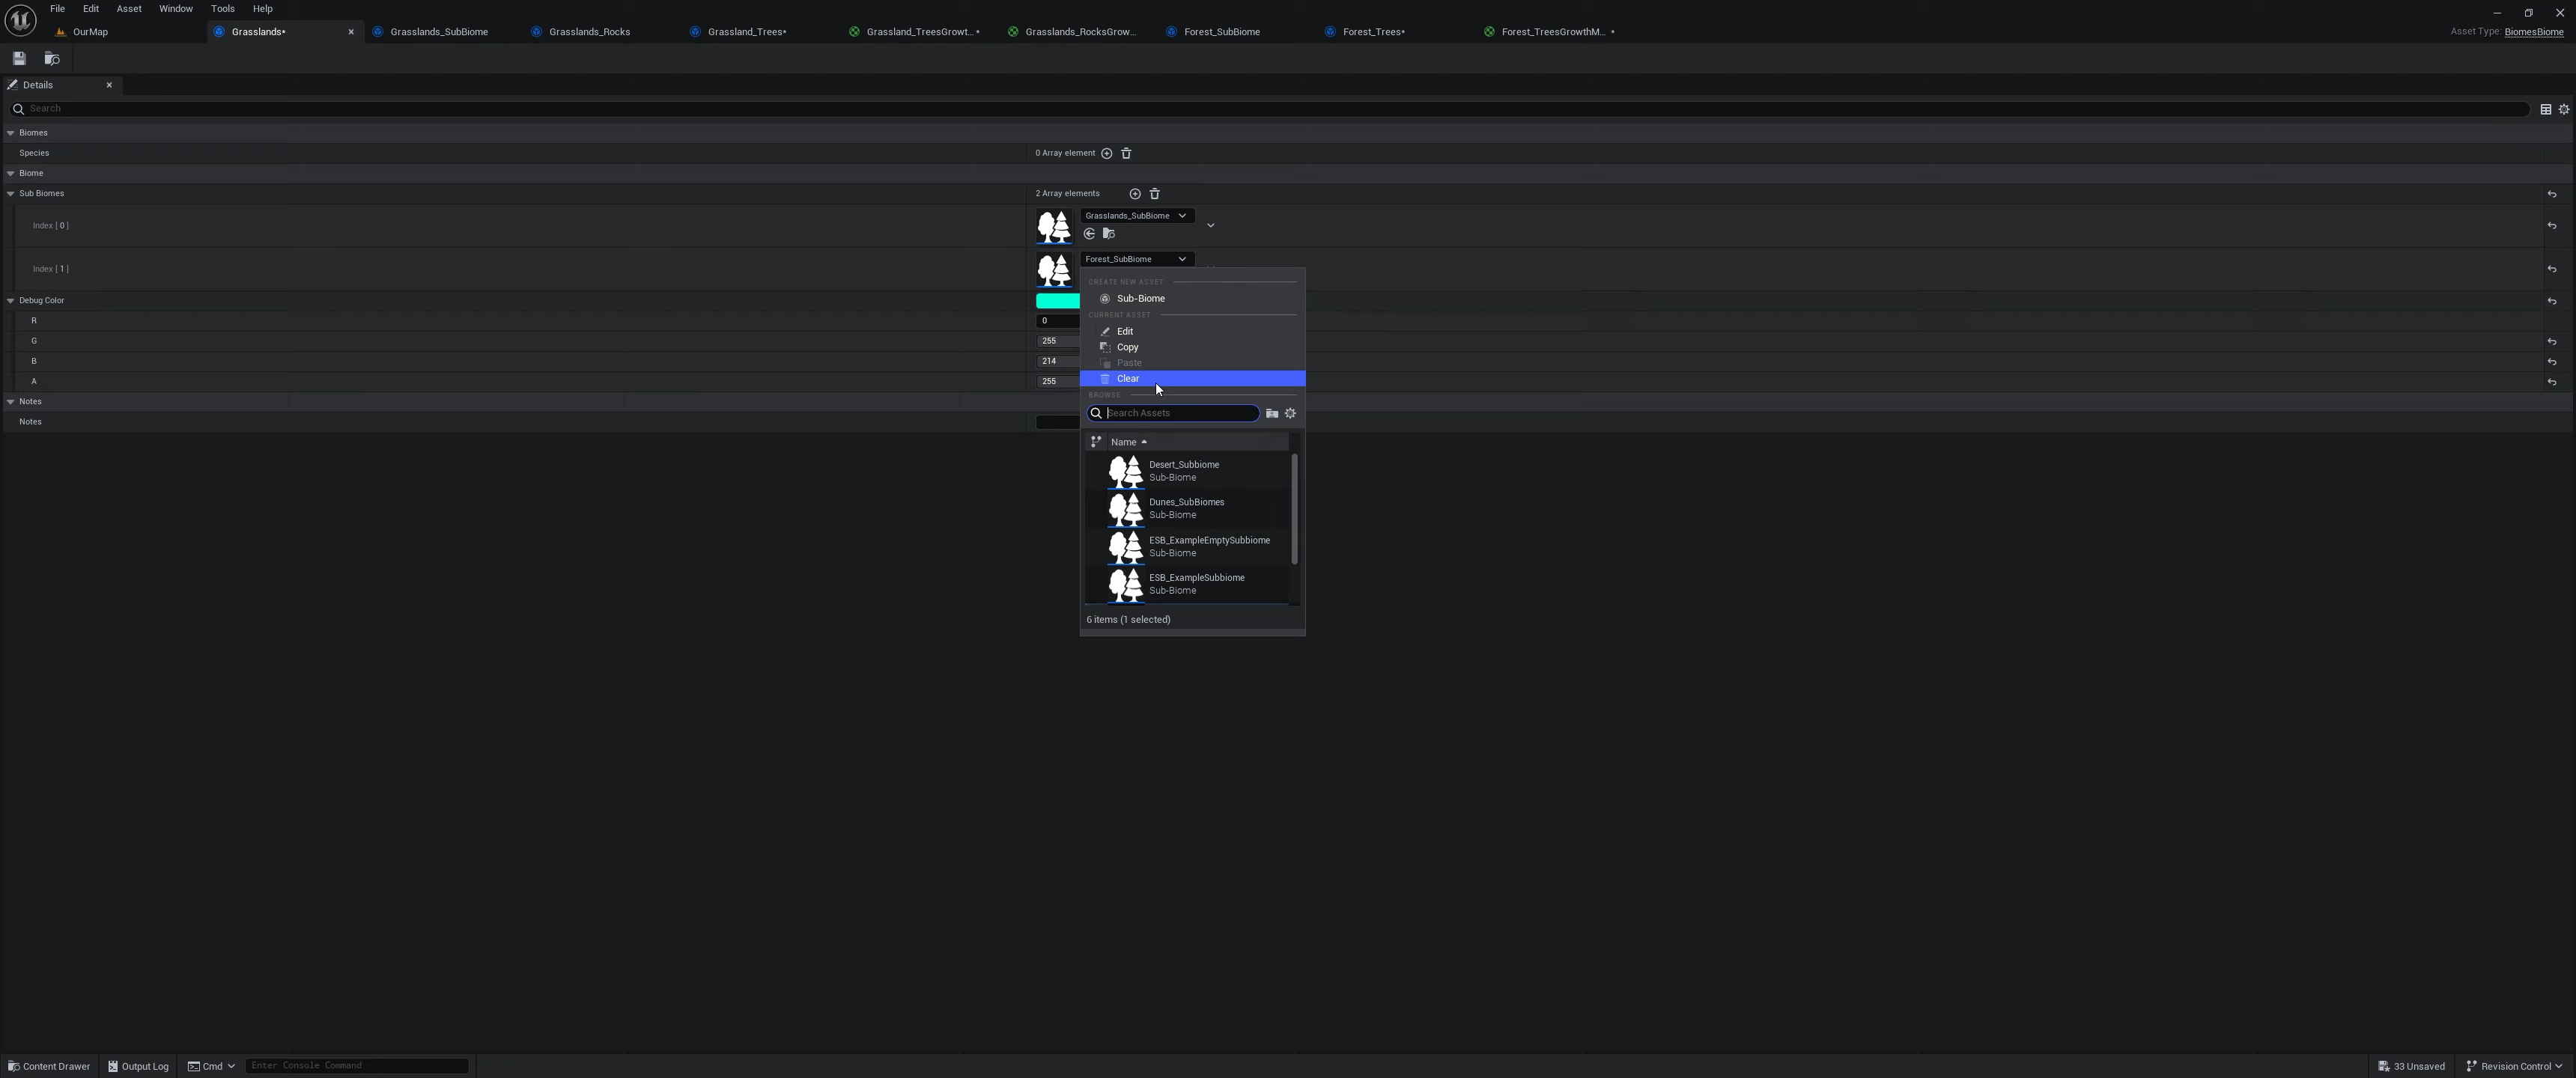 File Edit Asset Window Tools Help
OurMap Grasslands* Grasslands_SubBiome Grasslands_Rocks Grassland_Trees* Grassland_TreesGrowt... * Grasslands_RocksGrow... Forest_SubBiome Forest_Trees* Forest_TreesGrowthM... * Asset Type: BiomesBiome
Details
Search
Biomes
Species 0 Array element
Biome
Sub Biomes 2 Array elements
Index [ 0 ] Grasslands_SubBiome
Index [ 1 ] Forest_SubBiome
CREATE NEW ASSET
Sub-Biome
Debug Color
CURRENT ASSET
R 0
Edit
G 255
Copy
B 214
Paste
A 255
Clear
BROWSE
Notes
Search Assets
Notes
Name
Desert_Subbiome
Sub-Biome
Dunes_SubBiomes
Sub-Biome
ESB_ExampleEmptySubbiome
Sub-Biome
ESB_ExampleSubbiome
Sub-Biome
6 items (1 selected)
Content Drawer Output Log Cmd Enter Console Command 33 Unsaved Revision Control